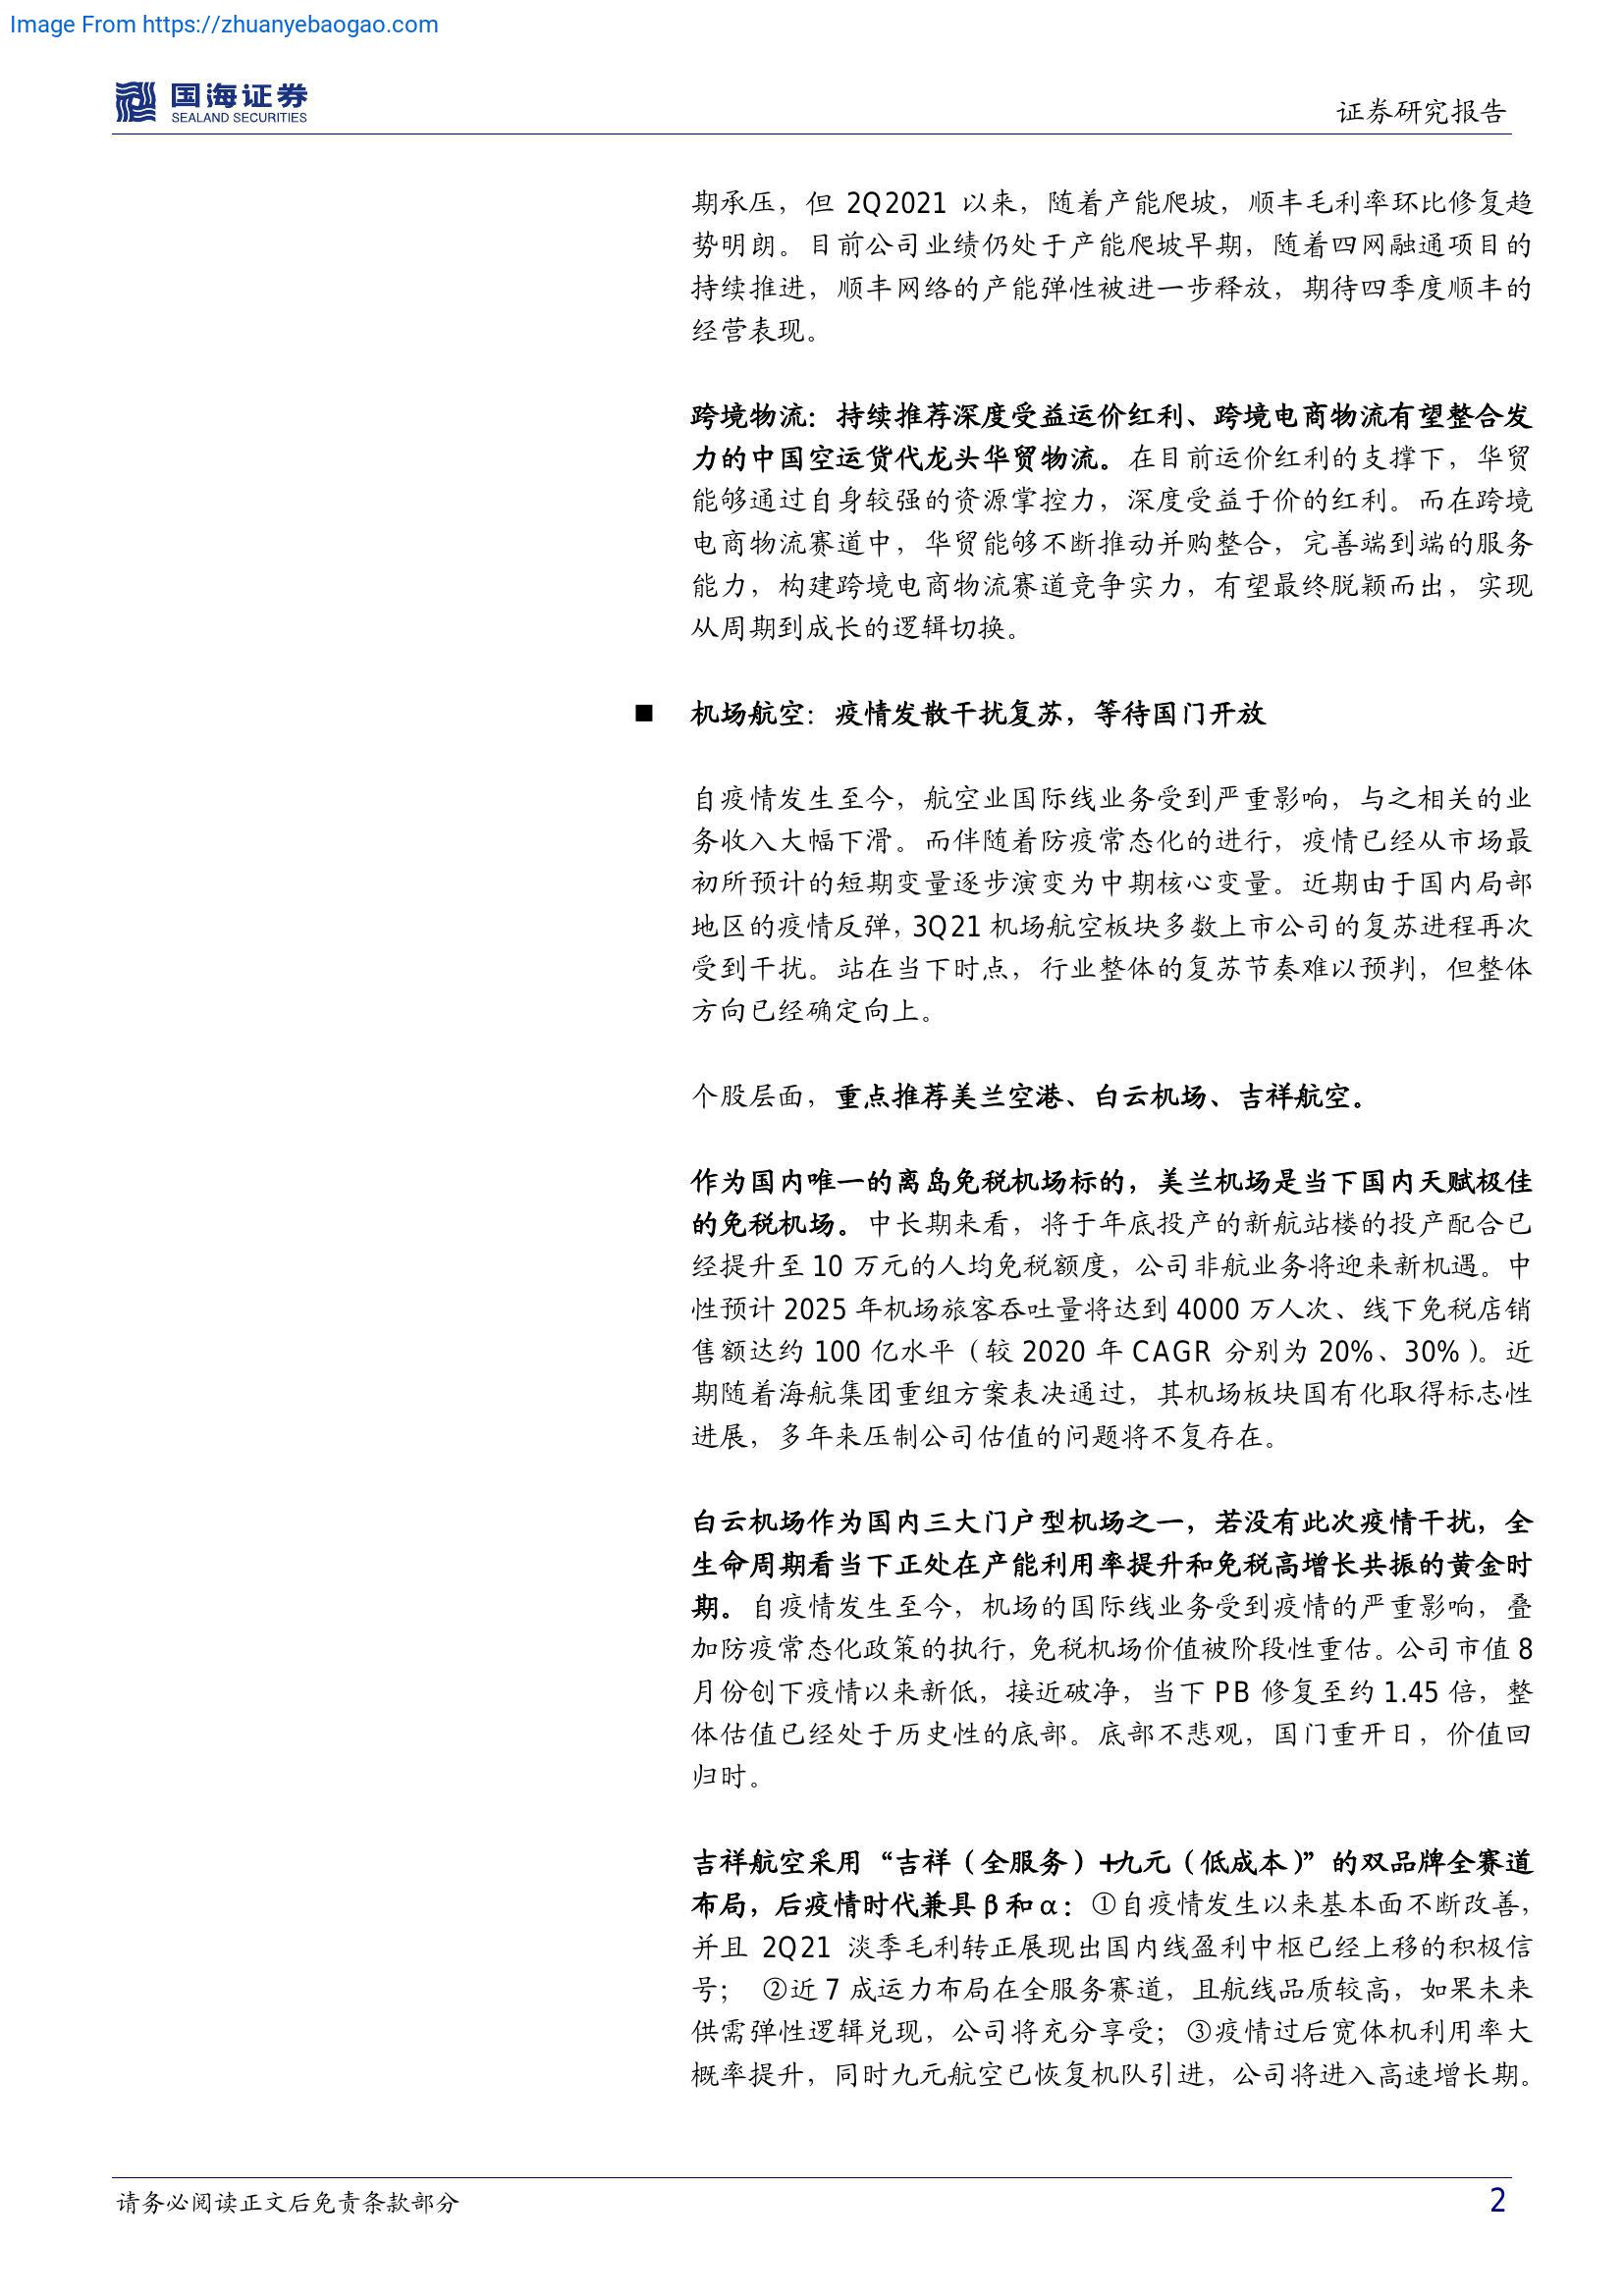 Image From https://zhuanyebaogao.com
国海证券
SEALAND SECURITIES
证券研究报告
期承压，但 2Q2021 以来，随着产能爬坡，顺丰毛利率环比修复趋
势明朗。目前公司业绩仍处于产能爬坡早期，随着四网融通项目的
持续推进，顺丰网络的产能弹性被进一步释放，期待四季度顺丰的
经营表现。
跨境物流：持续推荐深度受益运价红利、跨境电商物流有望整合发
力的中国空运货代龙头华贸物流。在目前运价红利的支撑下，华贸
能够通过自身较强的资源掌控力，深度受益于价的红利。而在跨境
电商物流赛道中，华贸能够不断推动并购整合，完善端到端的服务
能力，构建跨境电商物流赛道竞争实力，有望最终脱颖而出，实现
从周期到成长的逻辑切换。
■ 机场航空：疫情发散干扰复苏，等待国门开放
自疫情发生至今，航空业国际线业务受到严重影响，与之相关的业
务收入大幅下滑。而伴随着防疫常态化的进行，疫情已经从市场最
初所预计的短期变量逐步演变为中期核心变量。近期由于国内局部
地区的疫情反弹，3Q21 机场航空板块多数上市公司的复苏进程再次
受到干扰。站在当下时点，行业整体的复苏节奏难以预判，但整体
方向已经确定向上。
个股层面，重点推荐美兰空港、白云机场、吉祥航空。
作为国内唯一的离岛免税机场标的，美兰机场是当下国内天赋极佳
的免税机场。中长期来看，将于年底投产的新航站楼的投产配合已
经提升至 10 万元的人均免税额度，公司非航业务将迎来新机遇。中
性预计 2025 年机场旅客吞吐量将达到 4000 万人次、线下免税店销
售额达约 100 亿水平（较 2020 年 CAGR 分别为 20%、30%）。近
期随着海航集团重组方案表决通过，其机场板块国有化取得标志性
进展，多年来压制公司估值的问题将不复存在。
白云机场作为国内三大门户型机场之一，若没有此次疫情干扰，全
生命周期看当下正处在产能利用率提升和免税高增长共振的黄金时
期。自疫情发生至今，机场的国际线业务受到疫情的严重影响，叠
加防疫常态化政策的执行，免税机场价值被阶段性重估。公司市值 8
月份创下疫情以来新低，接近破净，当下 PB 修复至约 1.45 倍，整
体估值已经处于历史性的底部。底部不悲观，国门重开日，价值回
归时。
吉祥航空采用“吉祥（全服务）+九元（低成本）”的双品牌全赛道
布局，后疫情时代兼具 β 和 α：①自疫情发生以来基本面不断改善，
并且 2Q21 淡季毛利转正展现出国内线盈利中枢已经上移的积极信
号； ②近 7 成运力布局在全服务赛道，且航线品质较高，如果未来
供需弹性逻辑兑现，公司将充分享受；③疫情过后宽体机利用率大
概率提升，同时九元航空已恢复机队引进，公司将进入高速增长期。
请务必阅读正文后免责条款部分
2